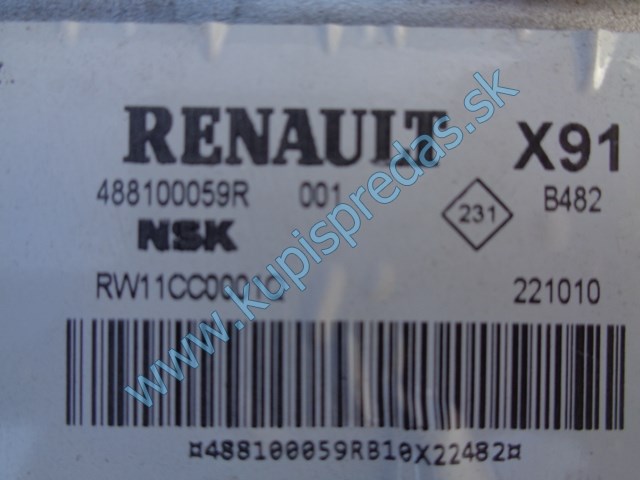 RENAULT X91
488100059R 001 231 B482
NSK
221010
¤488100059RB10X22482¤
www.kupispredas.sk